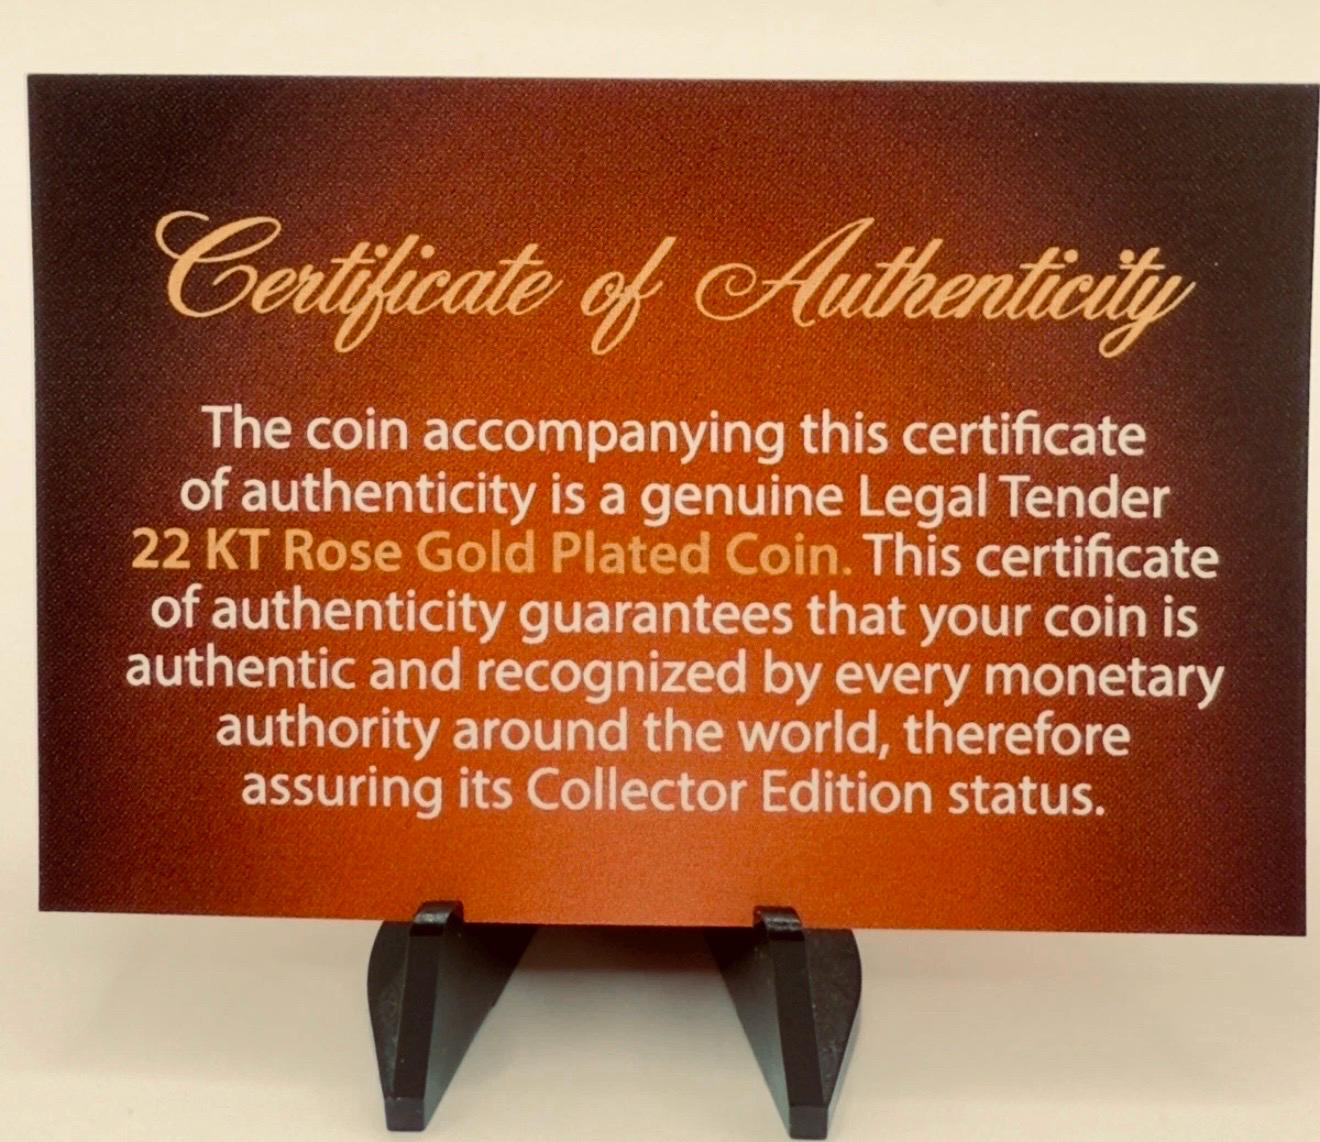 Certificate of Authenticity
The coin accompanying this certificate
of authenticity is a genuine Legal Tender
22 KT Rose Gold Plated Coin. This certificate
of authenticity guarantees that your coin is
authentic and recognized by every monetary
authority around the world, therefore
assuring its Collector Edition status.